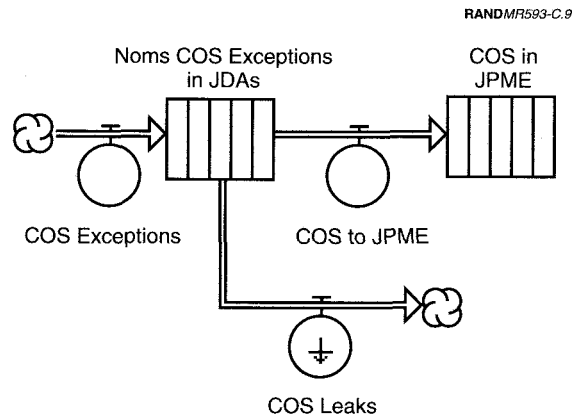 RANDMR593-C.9
Noms COS Exceptions
in JDAs
COS in
JPME
COS Exceptions
COS to JPME
COS Leaks